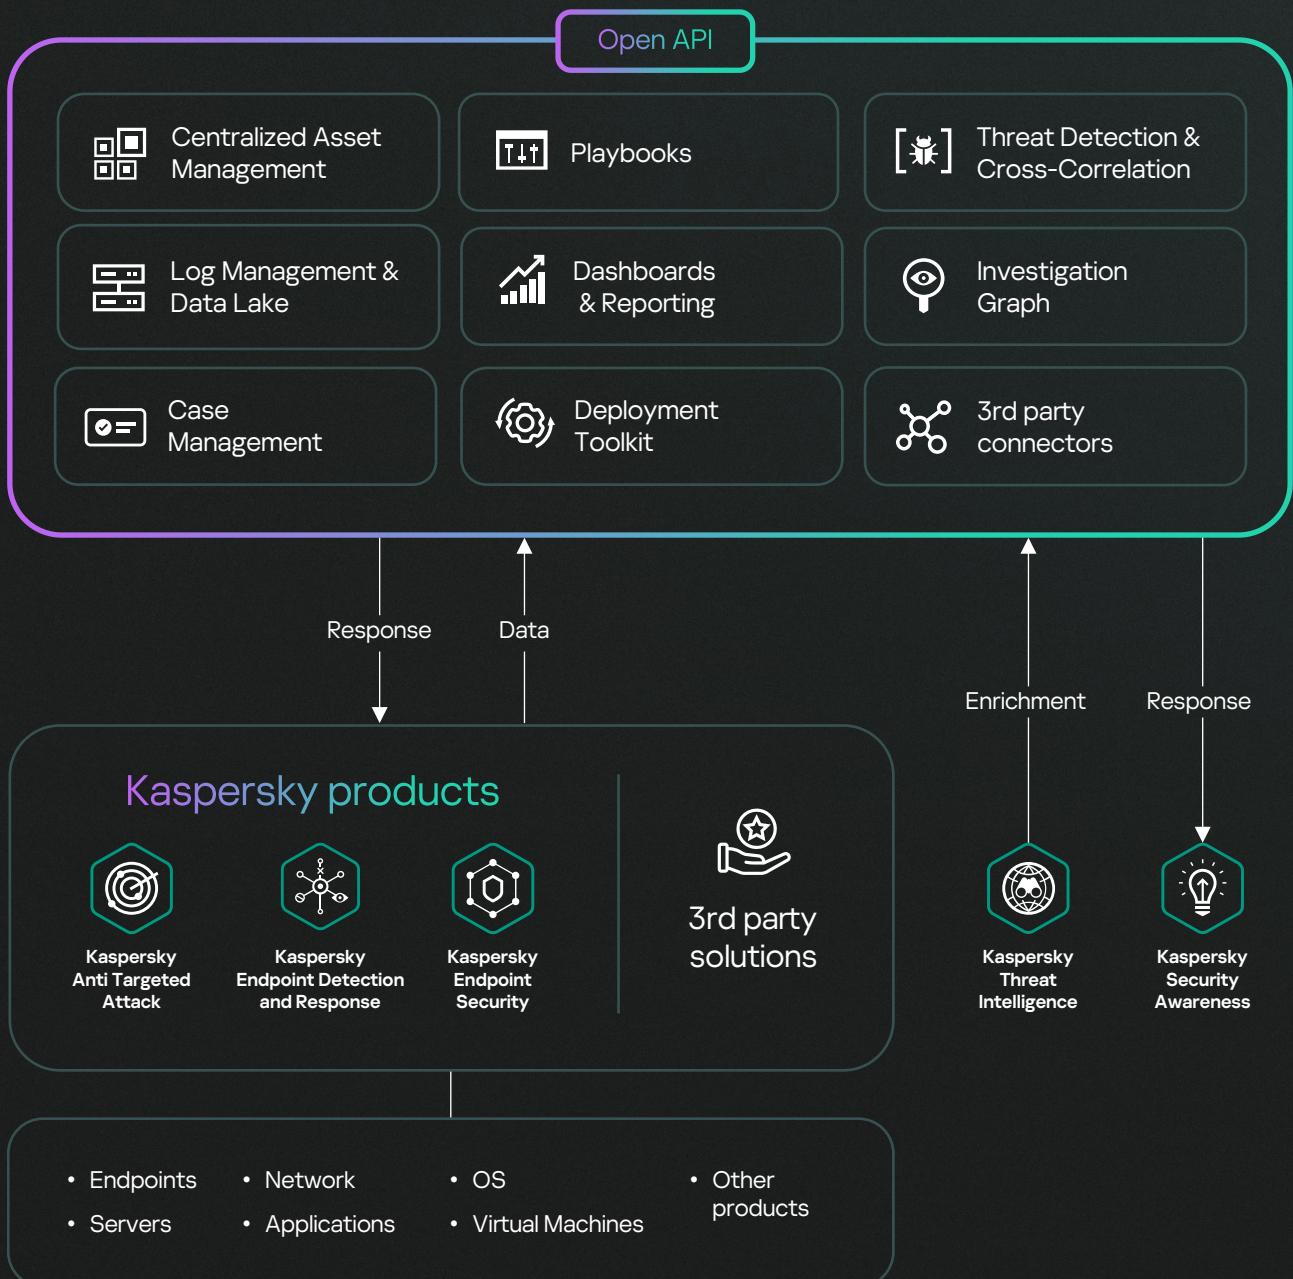 Open API
Centralized Asset
Management
Playbooks
Threat Detection &
Cross-Correlation
Log Management &
Data Lake
Dashboards
& Reporting
Investigation
Graph
Case
Management
Deployment
Toolkit
3rd party
connectors
Response
Data
Enrichment
Response
Kaspersky products
Kaspersky
Anti Targeted
Attack
Kaspersky
Endpoint Detection
and Response
Kaspersky
Endpoint
Security
3rd party
solutions
Kaspersky
Threat
Intelligence
Kaspersky
Security
Awareness
• Endpoints
• Servers
• Network
• Applications
• OS
• Virtual Machines
• Other
products